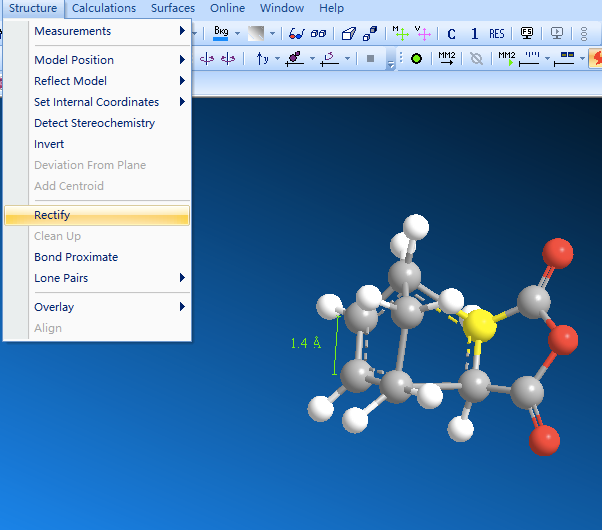 Structure Calculations Surfaces Online Window Help
Measurements
Bkg C 1 RES FS
Model Position
MM2 MM2
Reflect Model
Set Internal Coordinates
Detect Stereochemistry
Invert
Deviation From Plane
Add Centroid
Rectify
Clean Up
Bond Proximate
Lone Pairs
Overlay
Align
1.4 Å